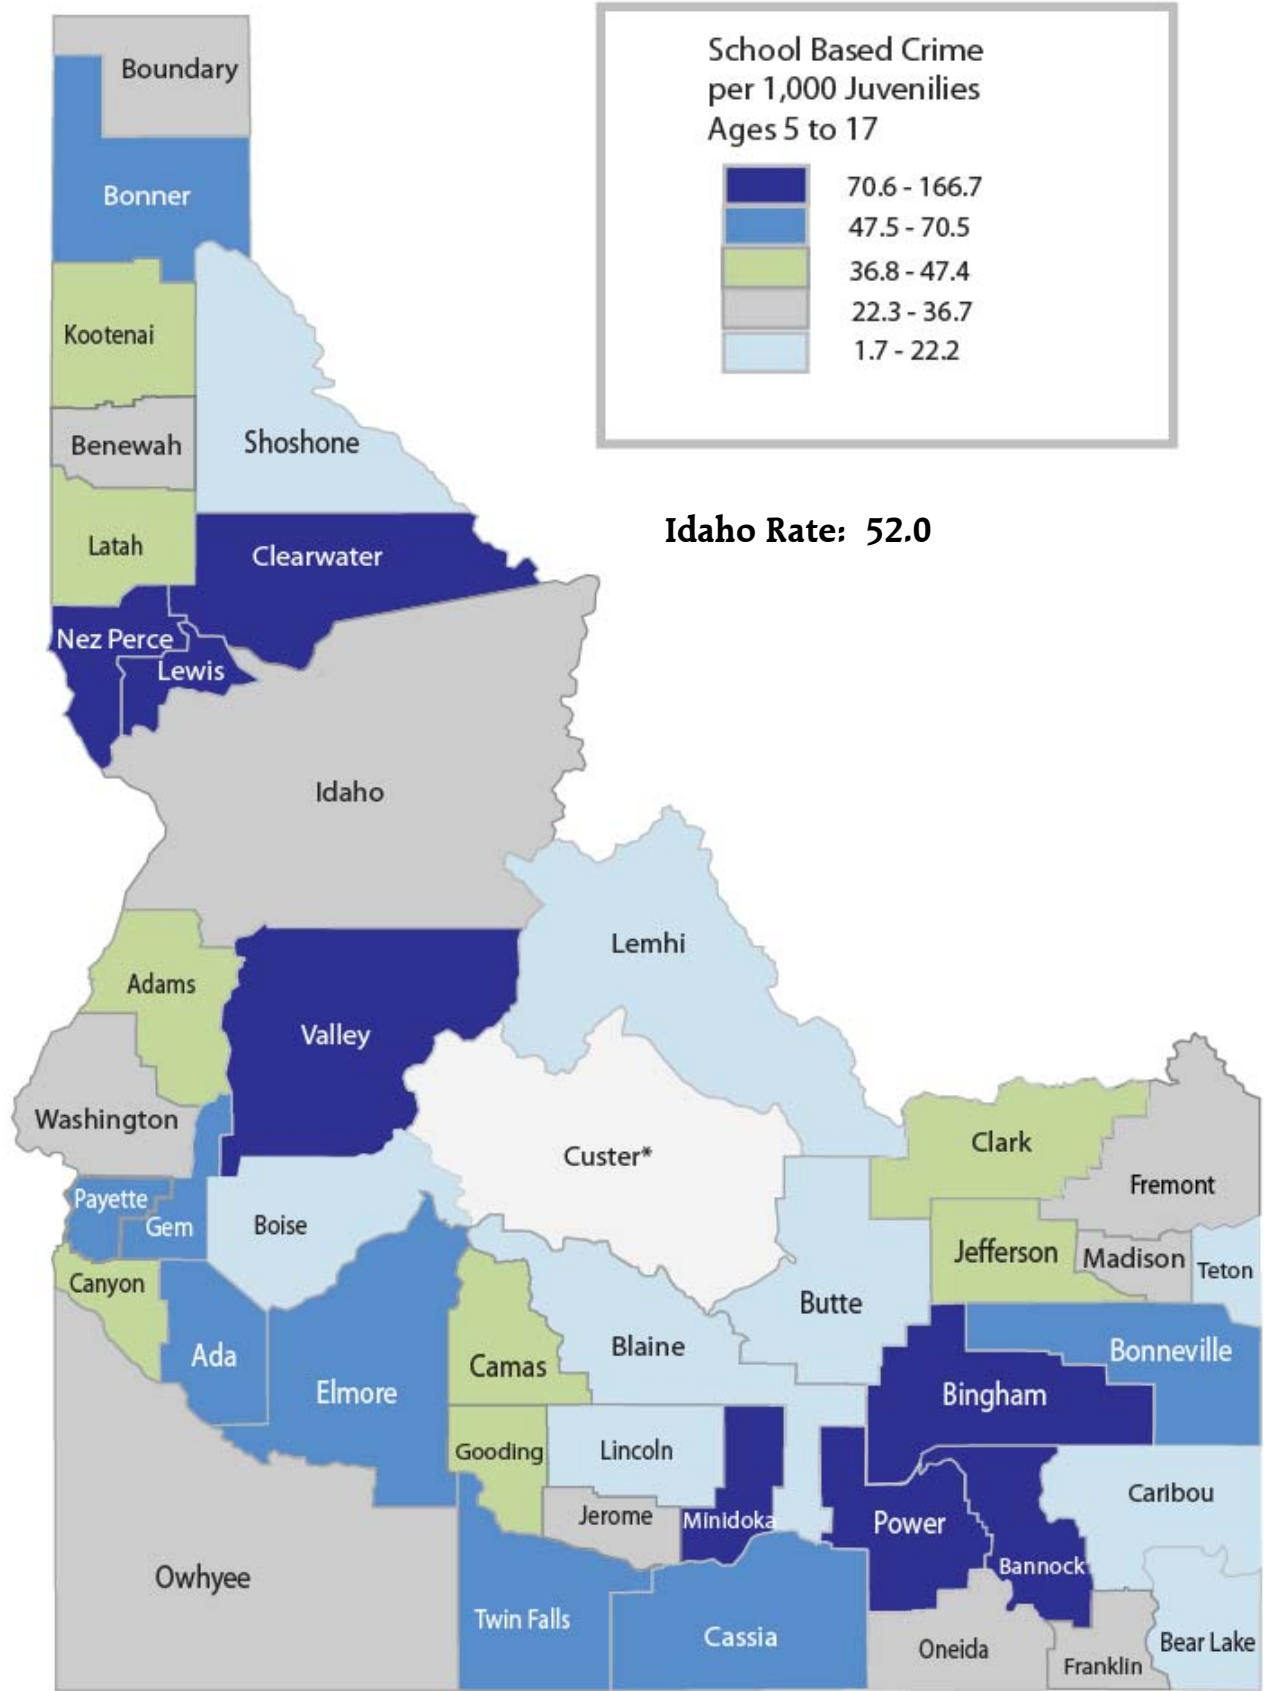 School Based Crime
per 1,000 Juvenilies
Ages 5 to 17
70.6 - 166.7
47.5 - 70.5
36.8 - 47.4
22.3 - 36.7
1.7 - 22.2
Idaho Rate: 52.0
Boundary
Bonner
Kootenai
Benewah
Shoshone
Latah
Clearwater
Nez Perce
Lewis
Idaho
Lemhi
Adams
Valley
Washington
Custer*
Clark
Fremont
Payette
Gem
Boise
Jefferson
Madison
Teton
Canyon
Butte
Ada
Blaine
Bonneville
Camas
Elmore
Bingham
Gooding
Lincoln
Caribou
Jerome
Minidoka
Power
Bannock
Owhyee
Twin Falls
Cassia
Oneida
Franklin
Bear Lake